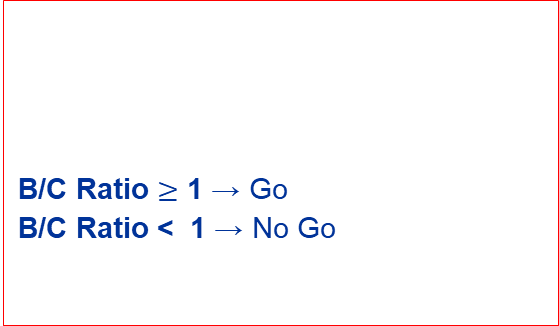 B/C Ratio ≥ 1 → Go
B/C Ratio <  1 → No Go